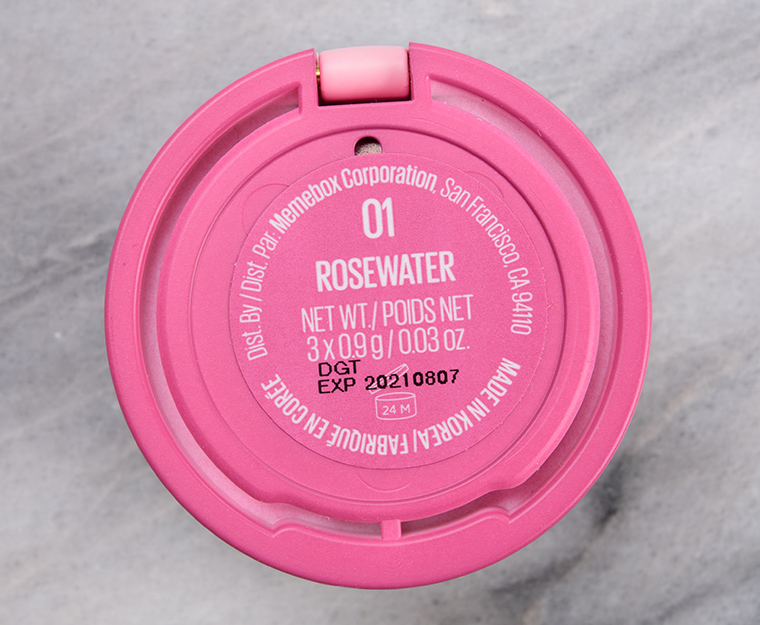 Dist. By / Dist. Par: Memebox Corporation, San Francisco, CA 94110
01
ROSEWATER
NET WT./ POIDS NET
3 x 0.9 g / 0.03 oz.
DGT
EXP 20210807
24 M
MADE IN KOREA / FABRIQUÉ EN CORÉE